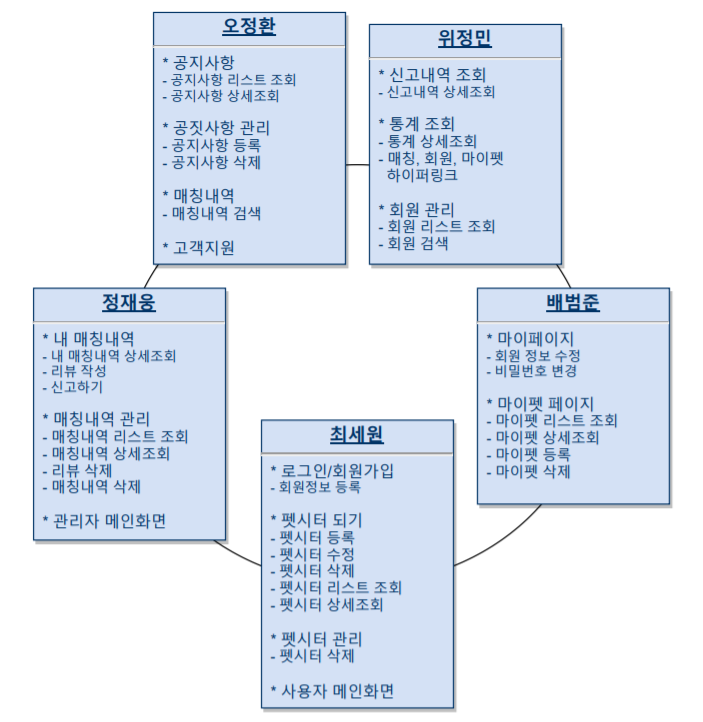 오정환
* 공지사항
- 공지사항 리스트 조회
- 공지사항 상세조회
* 공짓사항 관리
- 공지사항 등록
- 공지사항 삭제
* 매칭내역
- 매칭내역 검색
* 고객지원
위정민
* 신고내역 조회
- 신고내역 상세조회
* 통계 조회
- 통계 상세조회
- 매칭, 회원, 마이펫
하이퍼링크
* 회원 관리
- 회원 리스트 조회
- 회원 검색
정재웅
* 내 매칭내역
- 내 매칭내역 상세조회
- 리뷰 작성
- 신고하기
* 매칭내역 관리
- 매칭내역 리스트 조회
- 매칭내역 상세조회
- 리뷰 삭제
- 매칭내역 삭제
* 관리자 메인화면
배범준
* 마이페이지
- 회원 정보 수정
- 비밀번호 변경
* 마이펫 페이지
- 마이펫 리스트 조회
- 마이펫 상세조회
- 마이펫 등록
- 마이펫 삭제
최세원
* 로그인/회원가입
- 회원정보 등록
* 펫시터 되기
- 펫시터 등록
- 펫시터 수정
- 펫시터 삭제
- 펫시터 리스트 조회
- 펫시터 상세조회
* 펫시터 관리
- 펫시터 삭제
* 사용자 메인화면